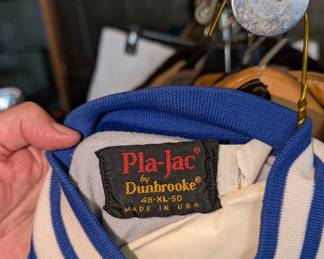 Pla-Jac®
by
Dunbrooke®
48-XL-50
MADE IN USA